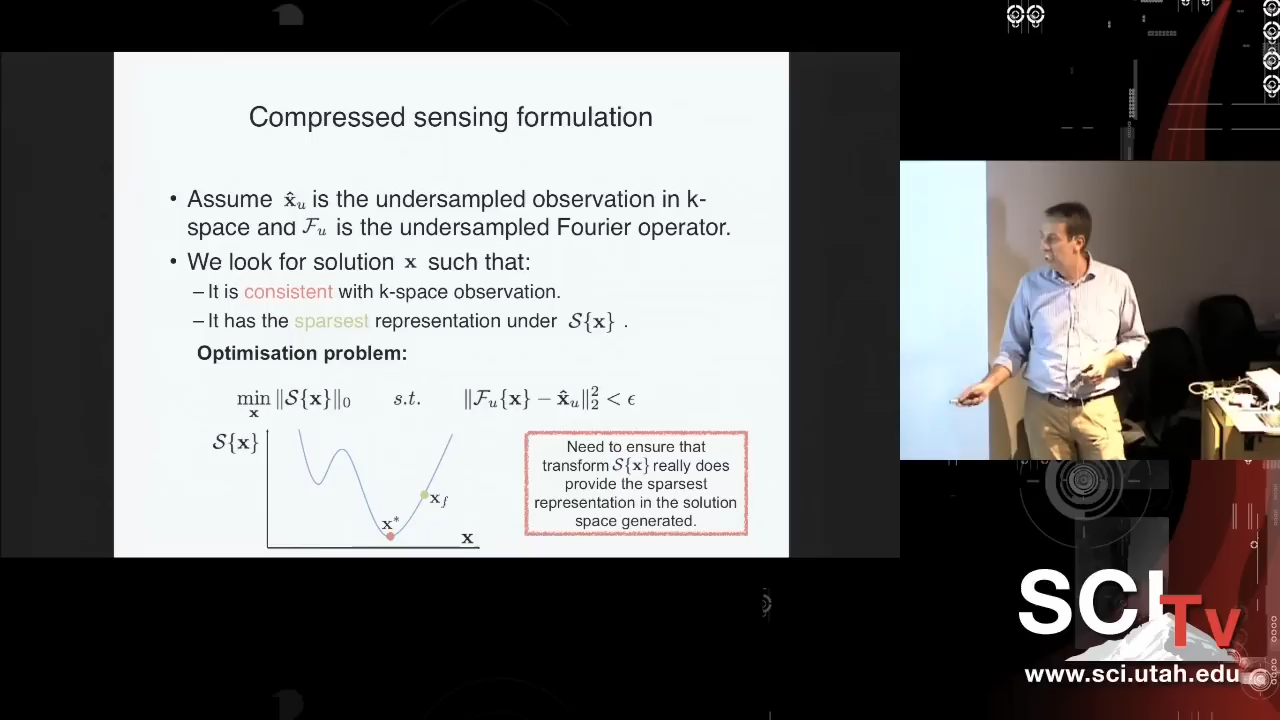 Compressed sensing formulation
• Assume x̂ᵤ is the undersampled observation in k-
space and ℱᵤ is the undersampled Fourier operator.
• We look for solution x such that:
– It is consistent with k-space observation.
– It has the sparsest representation under 𝒮{x} .
Optimisation problem:
min ‖𝒮{x}‖₀ s.t. ‖ℱᵤ{x} − x̂ᵤ‖₂² < ϵ
x
𝒮{x}
x*
x_f
x
Need to ensure that
transform 𝒮{x} really does
provide the sparsest
representation in the solution
space generated.
SCI
Tv
www.sci.utah.edu